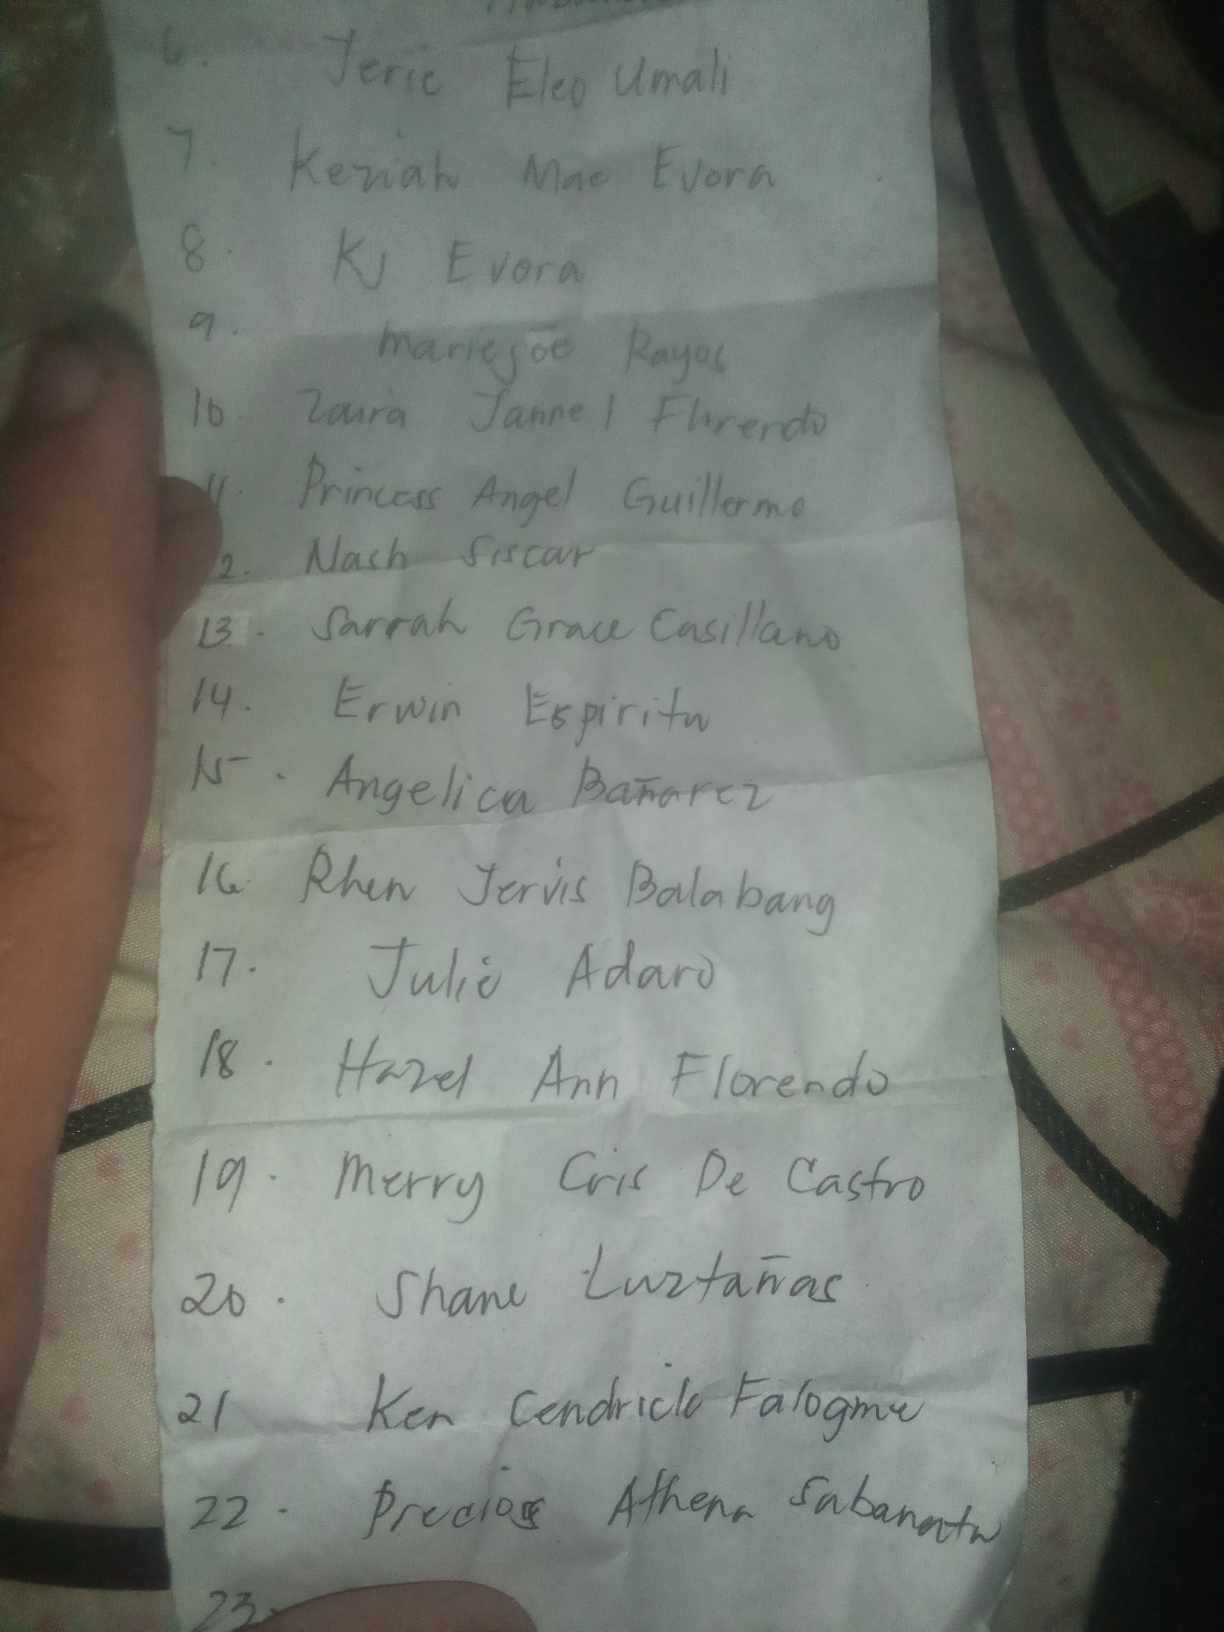 6. Jeric Eleo Umali
7. Keziah Mae Evora
8. KJ Evora
9. Mariejoe Rayos
10 Zaira Jannel Florendo
11. Princess Angel Guillermo
2. Nash Siscar
13. Sarrah Grace Casillano
14. Erwin Espiritu
15. Angelica Bañarez
16. Rhen Jervis Balabang
17. Julie Adaro
18. Hazel Ann Florendo
19. Merry Cris De Castro
20. Shane Luztañas
21 Ken Cendrick Falogme
22. Precious Athena Sabanatu
23.